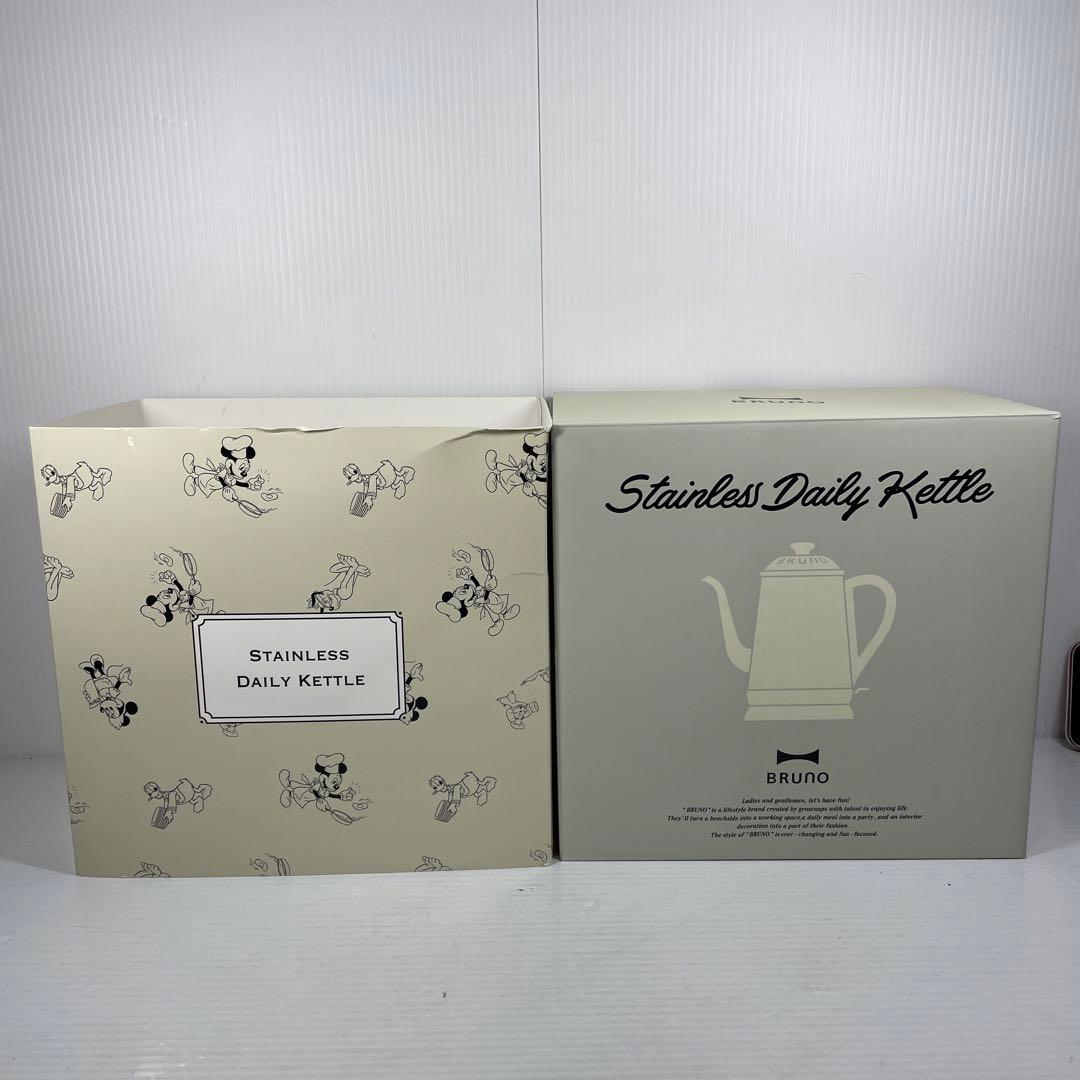 STAINLESS
DAILY KETTLE
BRUNO
Stainless Daily Kettle
BRUNO
BRUNO
Ladies and gentlemen, let's have fun!
"BRUNO" is a lifestyle brand created by grownups with talent in enjoying life.
They'll turn a beachside into a working space,a daily meal into a party, and an interior
decoration into a part of their fashion.
The style of "BRUNO" is ever - changing and fun - focused.